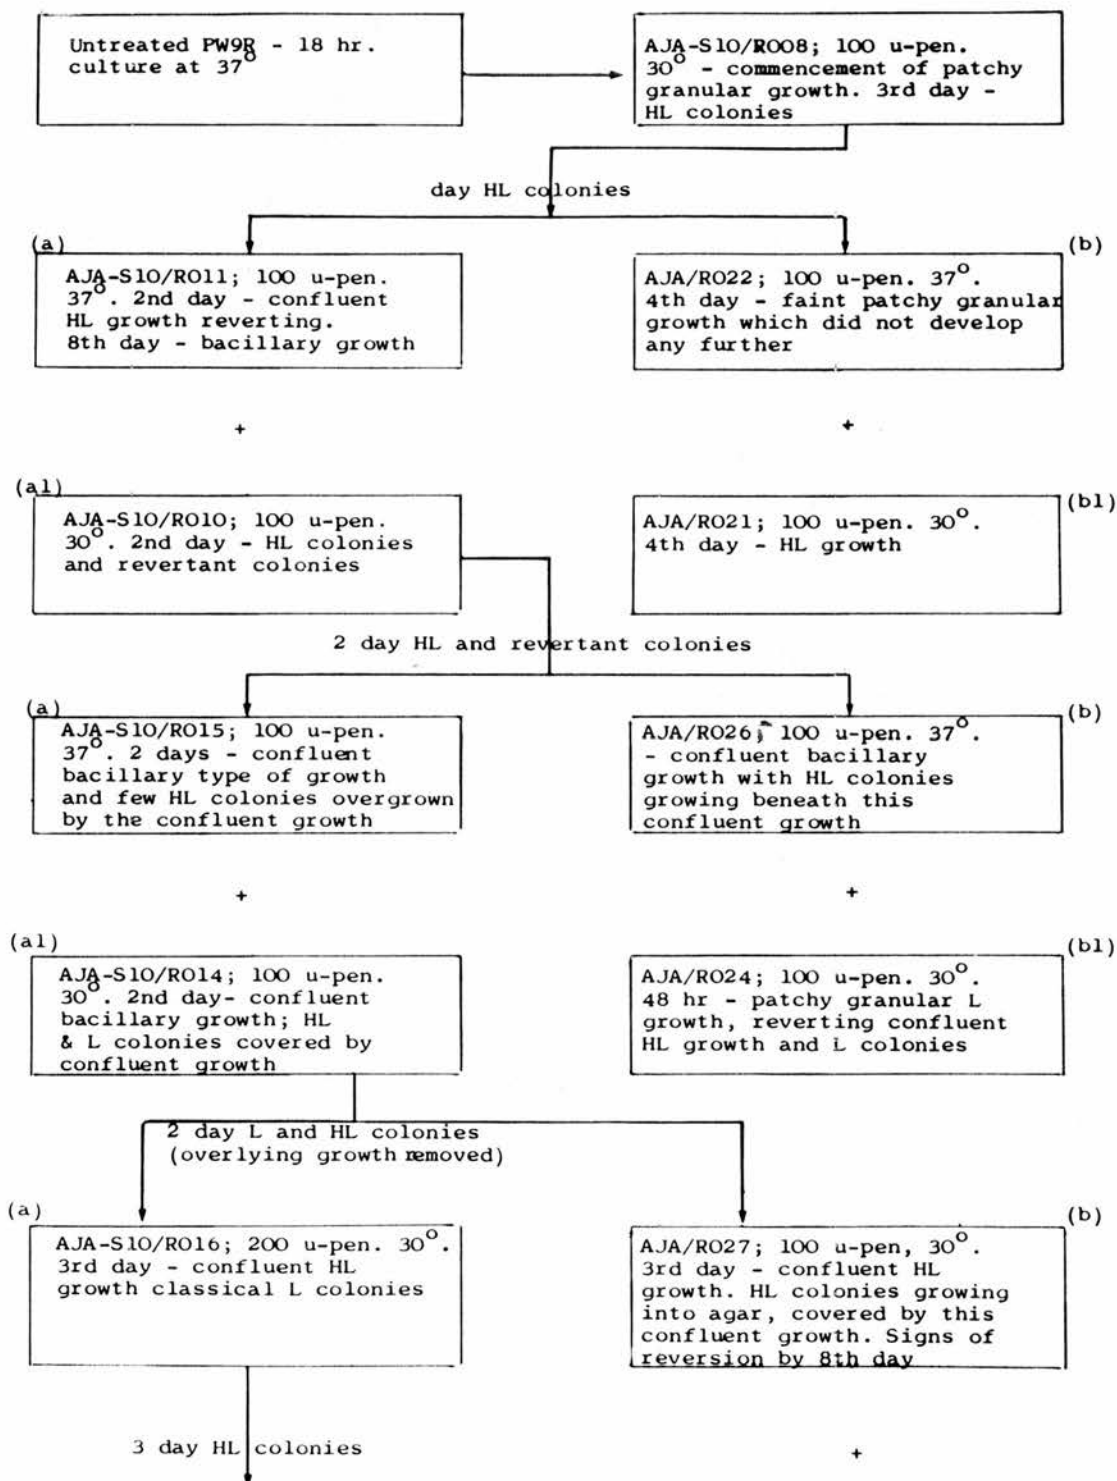 Untreated PW9R - 18 hr.
culture at 37°
AJA-S10/R008; 100 u-pen.
30° - commencement of patchy
granular growth. 3rd day -
HL colonies
day HL colonies
(a)
AJA-S10/R011; 100 u-pen.
37°. 2nd day - confluent
HL growth reverting.
8th day - bacillary growth
(b)
AJA/R022; 100 u-pen. 37°.
4th day - faint patchy granular
growth which did not develop
any further
+
+
(a1)
AJA-S10/R010; 100 u-pen.
30°. 2nd day - HL colonies
and revertant colonies
(b1)
AJA/R021; 100 u-pen. 30°.
4th day - HL growth
2 day HL and revertant colonies
(a)
AJA-S10/R015; 100 u-pen.
37°. 2 days - confluent
bacillary type of growth
and few HL colonies overgrown
by the confluent growth
(b)
AJA/R026; 100 u-pen. 37°.
- confluent bacillary
growth with HL colonies
growing beneath this
confluent growth
+
+
(a1)
AJA-S10/R014; 100 u-pen.
30°. 2nd day- confluent
bacillary growth; HL
& L colonies covered by
confluent growth
(b1)
AJA/R024; 100 u-pen. 30°.
48 hr - patchy granular L
growth, reverting confluent
HL growth and L colonies
2 day L and HL colonies
(overlying growth removed)
(a)
AJA-S10/R016; 200 u-pen. 30°.
3rd day - confluent HL
growth classical L colonies
(b)
AJA/R027; 100 u-pen, 30°.
3rd day - confluent HL
growth. HL colonies growing
into agar, covered by this
confluent growth. Signs of
reversion by 8th day
3 day HL colonies
+